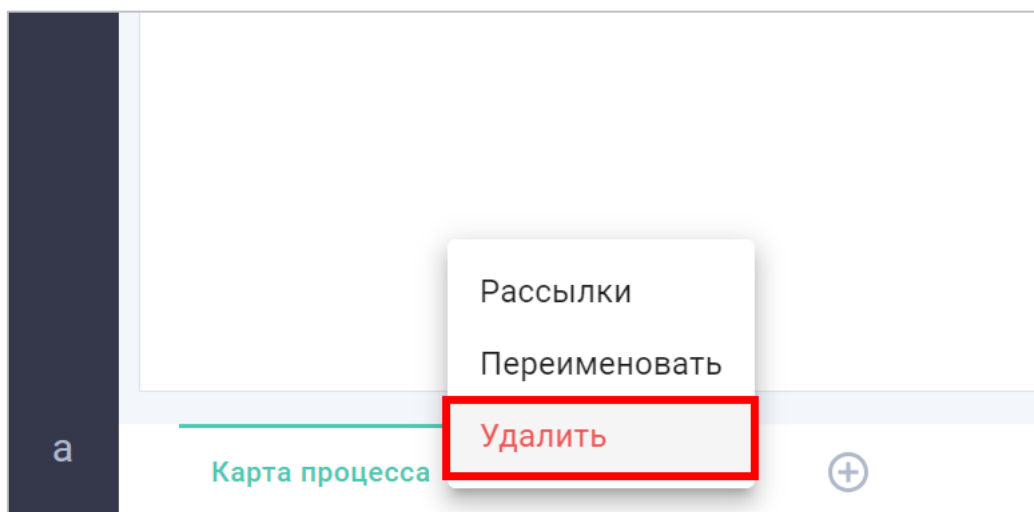 Рассылки
Переименовать
Удалить
а
Карта процесса